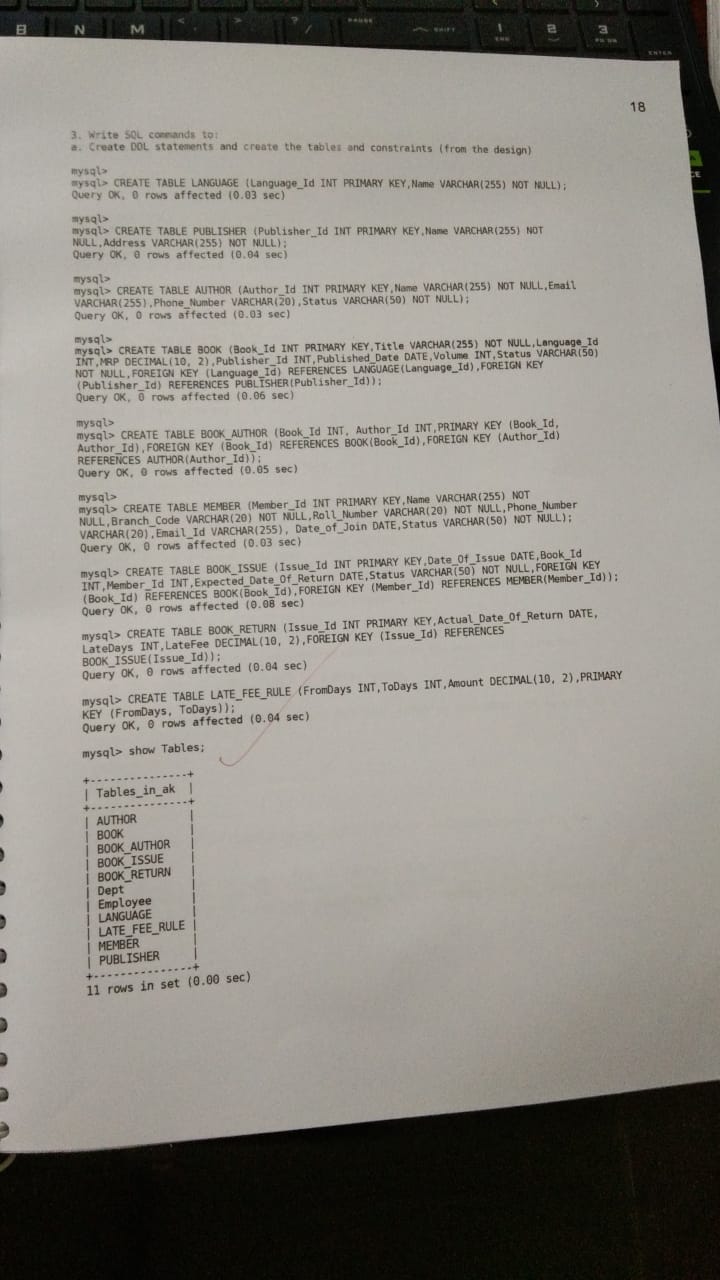 B N M < > ? / PAUSE SHIFT 1 END 2 3 PG DN ENTER
18
3. Write SQL commands to:
a. Create DDL statements and create the tables and constraints (from the design)
mysql>
mysql> CREATE TABLE LANGUAGE (Language_Id INT PRIMARY KEY,Name VARCHAR(255) NOT NULL);
Query OK, 0 rows affected (0.03 sec)
mysql>
mysql> CREATE TABLE PUBLISHER (Publisher_Id INT PRIMARY KEY,Name VARCHAR(255) NOT
NULL,Address VARCHAR(255) NOT NULL);
Query OK, 0 rows affected (0.04 sec)
mysql>
mysql> CREATE TABLE AUTHOR (Author_Id INT PRIMARY KEY,Name VARCHAR(255) NOT NULL,Email
VARCHAR(255),Phone_Number VARCHAR(20),Status VARCHAR(50) NOT NULL);
Query OK, 0 rows affected (0.03 sec)
mysql>
mysql> CREATE TABLE BOOK (Book_Id INT PRIMARY KEY,Title VARCHAR(255) NOT NULL,Language_Id
INT,MRP DECIMAL(10, 2),Publisher_Id INT,Published_Date DATE,Volume INT,Status VARCHAR(50)
NOT NULL,FOREIGN KEY (Language_Id) REFERENCES LANGUAGE(Language_Id),FOREIGN KEY
(Publisher_Id) REFERENCES PUBLISHER(Publisher_Id));
Query OK, 0 rows affected (0.06 sec)
mysql>
mysql> CREATE TABLE BOOK_AUTHOR (Book_Id INT, Author_Id INT,PRIMARY KEY (Book_Id,
Author_Id),FOREIGN KEY (Book_Id) REFERENCES BOOK(Book_Id),FOREIGN KEY (Author_Id)
REFERENCES AUTHOR(Author_Id));
Query OK, 0 rows affected (0.05 sec)
mysql>
mysql> CREATE TABLE MEMBER (Member_Id INT PRIMARY KEY,Name VARCHAR(255) NOT
NULL,Branch_Code VARCHAR(20) NOT NULL,Roll_Number VARCHAR(20) NOT NULL,Phone_Number
VARCHAR(20),Email_Id VARCHAR(255), Date_of_Join DATE,Status VARCHAR(50) NOT NULL);
Query OK, 0 rows affected (0.03 sec)
mysql> CREATE TABLE BOOK_ISSUE (Issue_Id INT PRIMARY KEY,Date_Of_Issue DATE,Book_Id
INT,Member_Id INT,Expected_Date_Of_Return DATE,Status VARCHAR(50) NOT NULL,FOREIGN KEY
(Book_Id) REFERENCES BOOK(Book_Id),FOREIGN KEY (Member_Id) REFERENCES MEMBER(Member_Id));
Query OK, 0 rows affected (0.08 sec)
mysql> CREATE TABLE BOOK_RETURN (Issue_Id INT PRIMARY KEY,Actual_Date_Of_Return DATE,
LateDays INT,LateFee DECIMAL(10, 2),FOREIGN KEY (Issue_Id) REFERENCES
BOOK_ISSUE(Issue_Id));
Query OK, 0 rows affected (0.04 sec)
mysql> CREATE TABLE LATE_FEE_RULE (FromDays INT,ToDays INT,Amount DECIMAL(10, 2),PRIMARY
KEY (FromDays, ToDays));
Query OK, 0 rows affected (0.04 sec)
mysql> show Tables;
+---------------+
| Tables_in_ak |
+---------------+
| AUTHOR |
| BOOK |
| BOOK_AUTHOR |
| BOOK_ISSUE |
| BOOK_RETURN |
| Dept |
| Employee |
| LANGUAGE |
| LATE_FEE_RULE |
| MEMBER |
| PUBLISHER |
+---------------+
11 rows in set (0.00 sec)